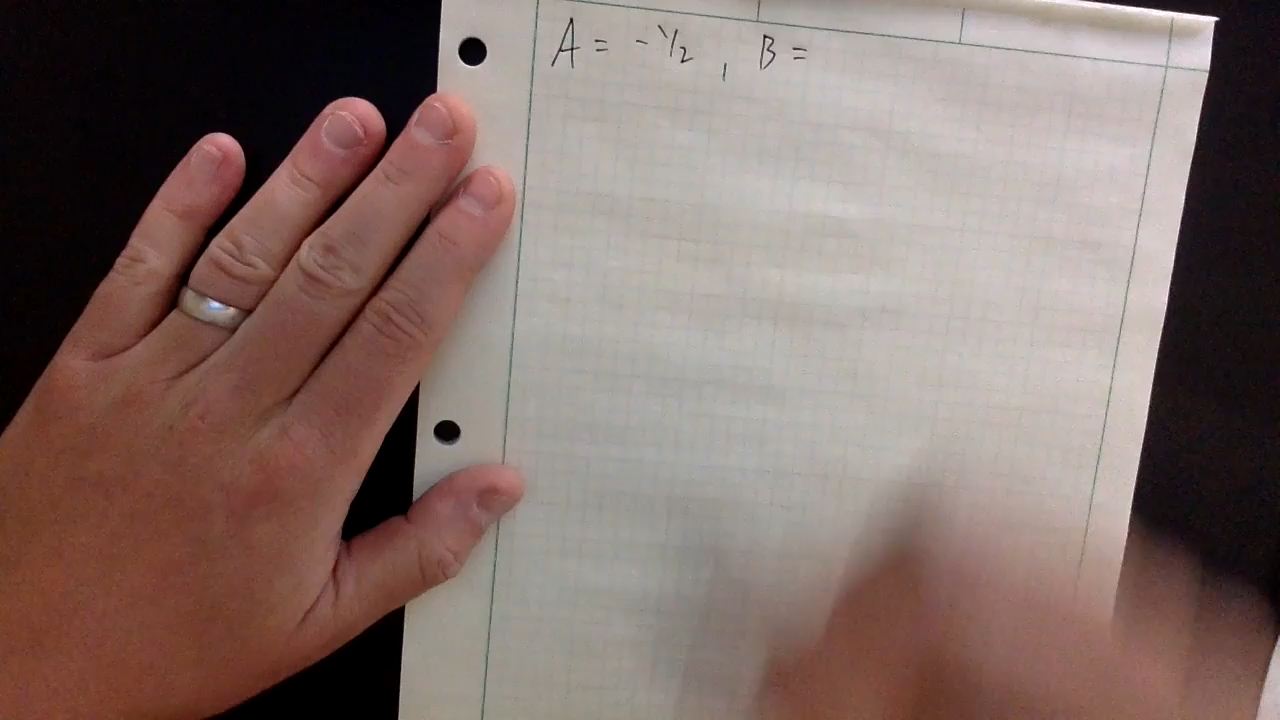 A = -1/2, B =